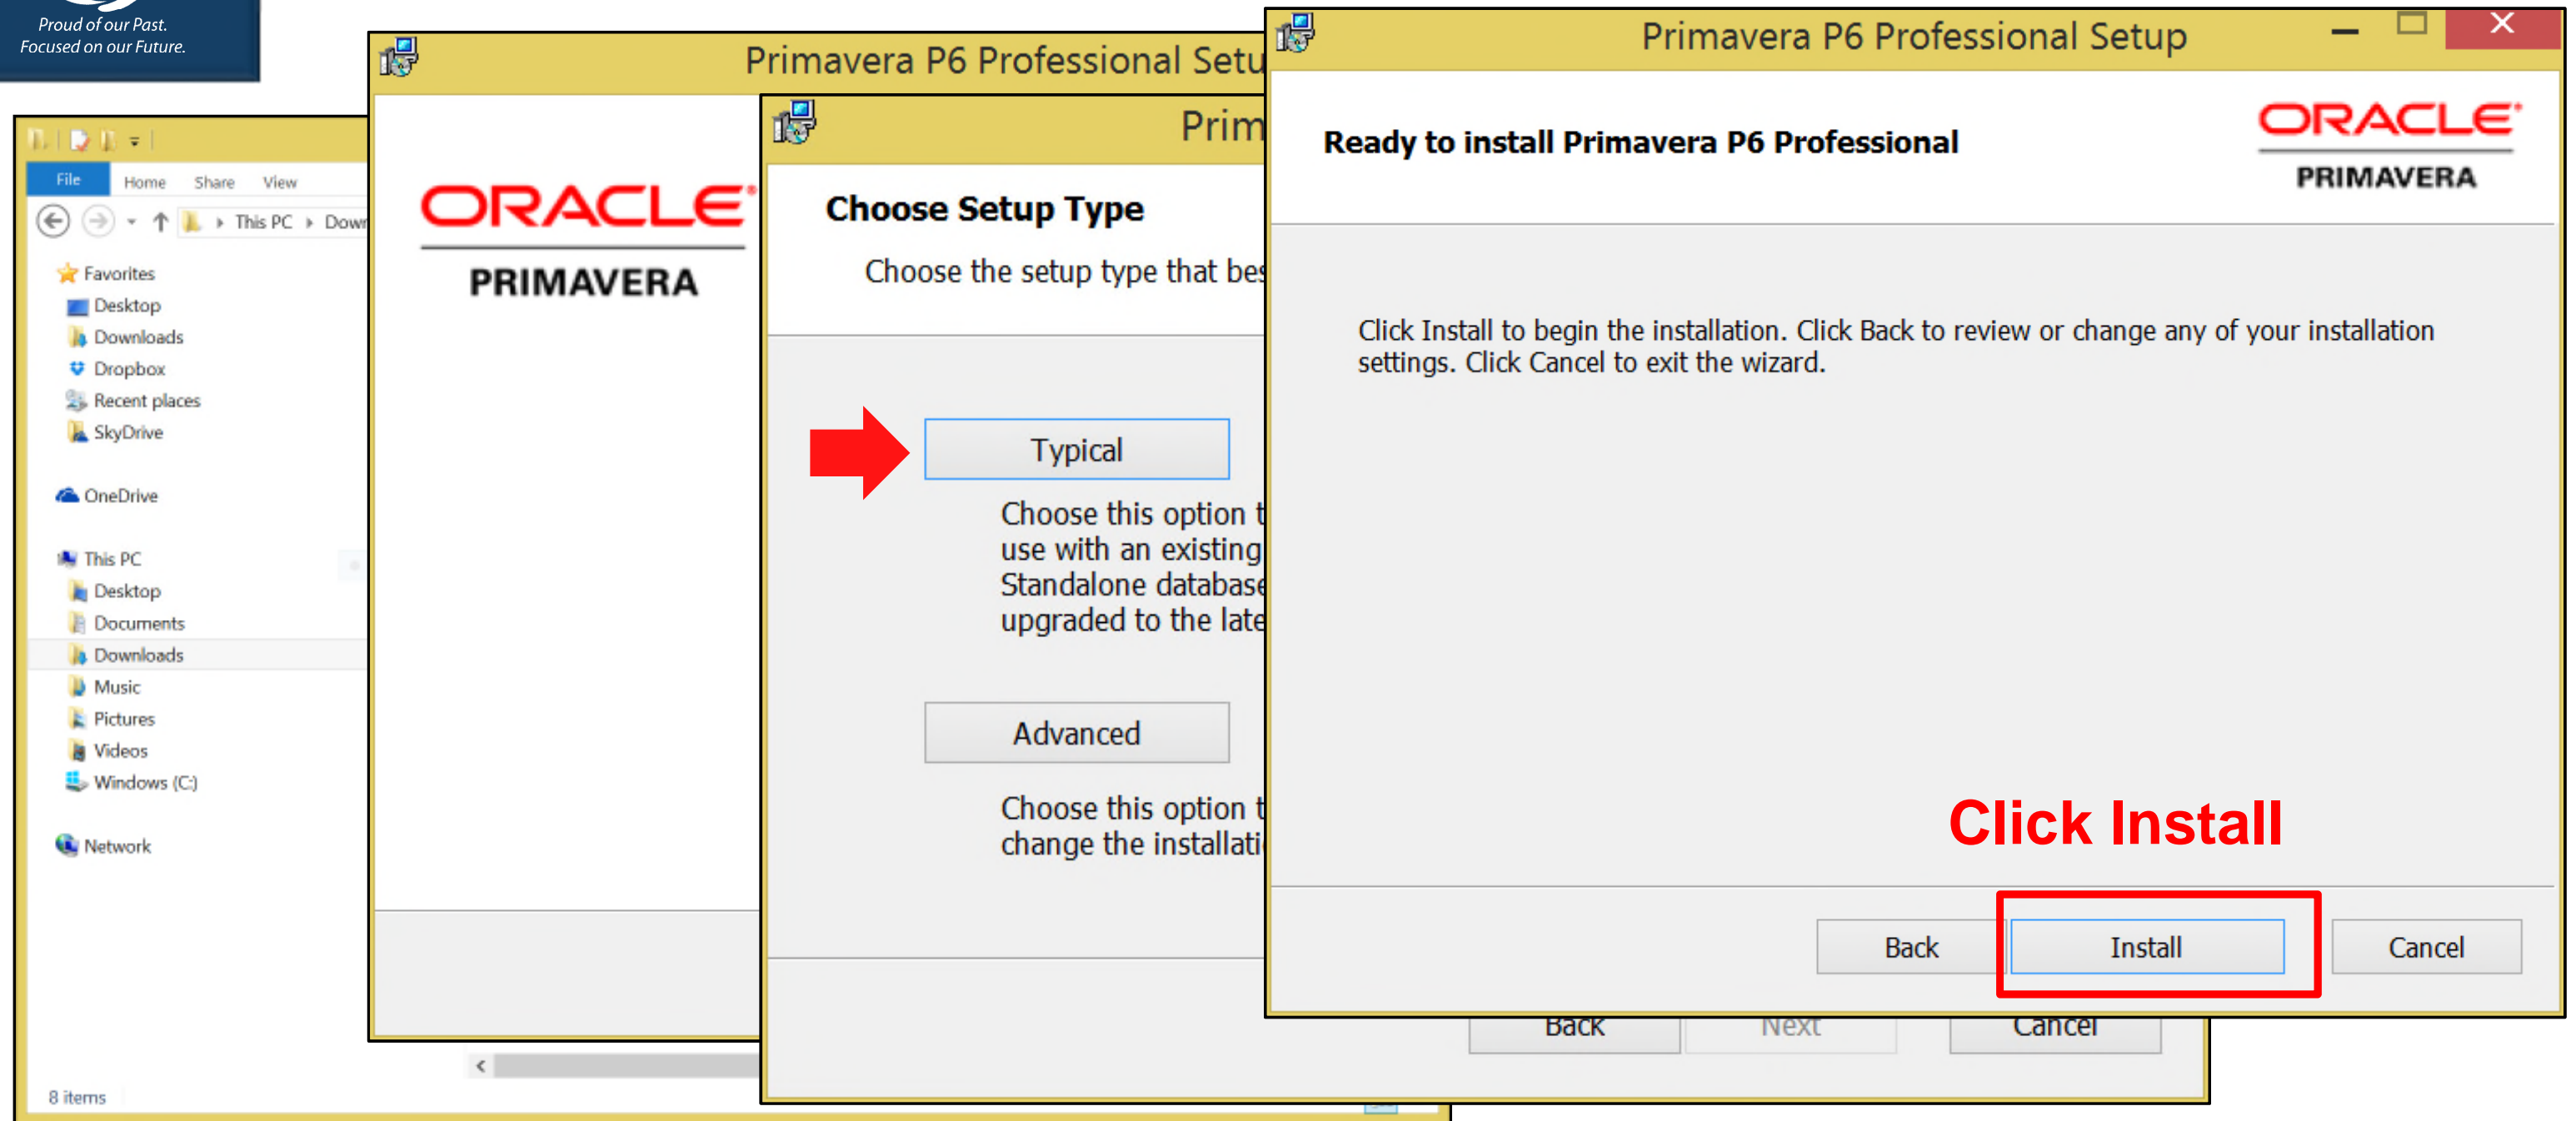 Proud of our Past.
Focused on our Future.
File Home Share View
This PC Dow
Favorites
Desktop
Downloads
Dropbox
Recent places
SkyDrive
OneDrive
This PC
Desktop
Documents
Downloads
Music
Pictures
Videos
Windows (C:)
Network
8 items
Primavera P6 Professional Setu
ORACLE
PRIMAVERA
Prim
Choose Setup Type
Choose the setup type that bes
Typical
Choose this option t
use with an existing
Standalone database
upgraded to the late
Advanced
Choose this option t
change the installati
Back Next Cancel
Primavera P6 Professional Setup
Ready to install Primavera P6 Professional
ORACLE
PRIMAVERA
Click Install to begin the installation. Click Back to review or change any of your installation
settings. Click Cancel to exit the wizard.
Click Install
Back Install Cancel